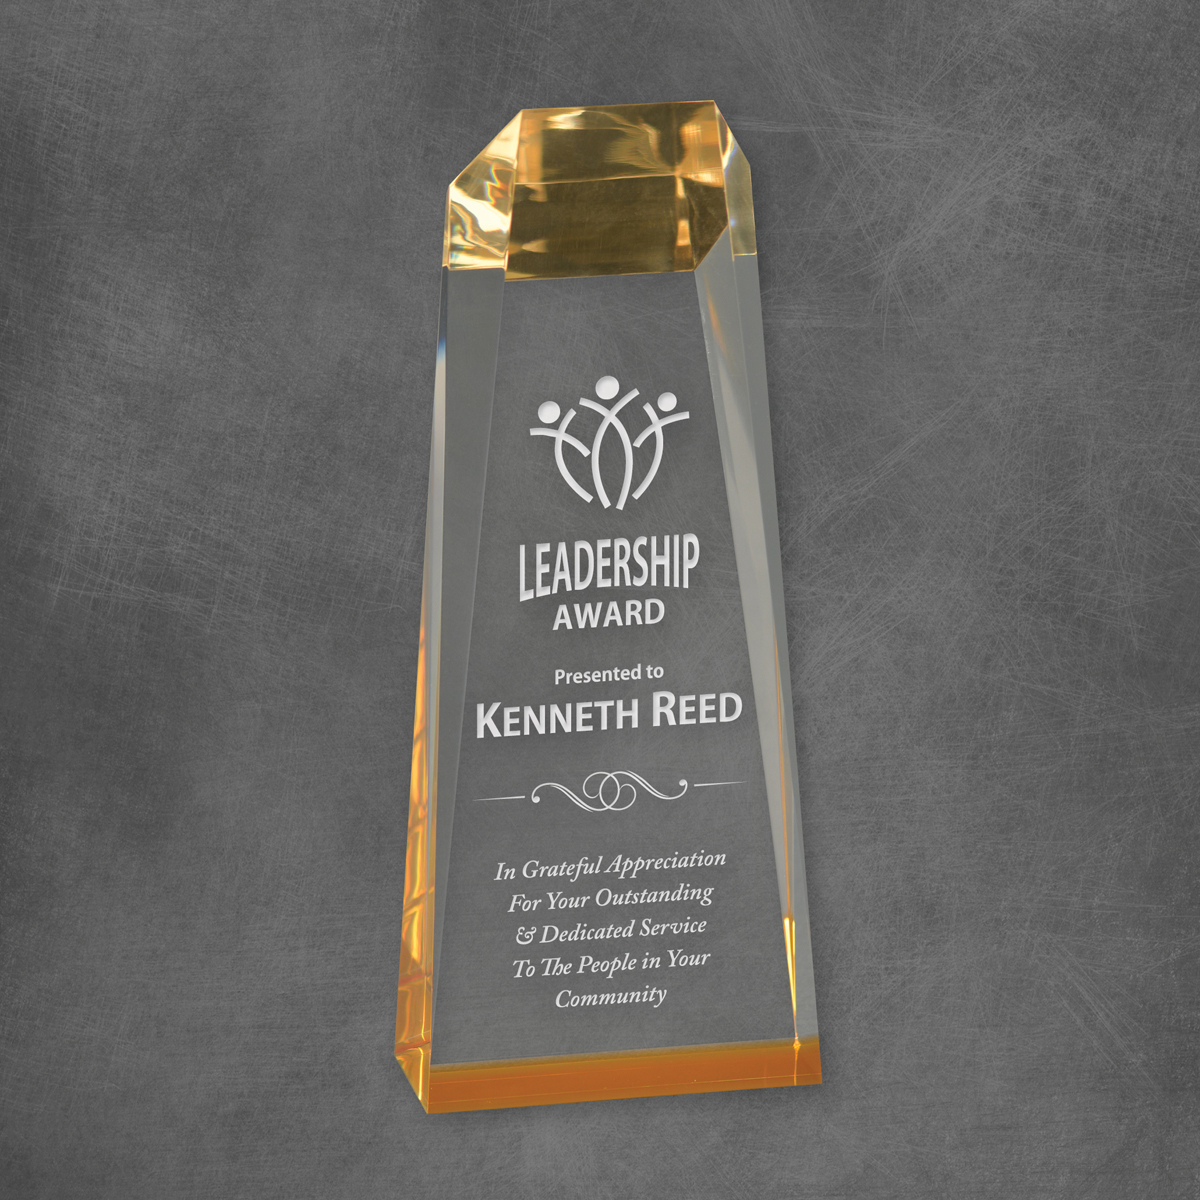 LEADERSHIP
AWARD
Presented to
KENNETH REED
In Grateful Appreciation
For Your Outstanding
& Dedicated Service
To The People in Your
Community